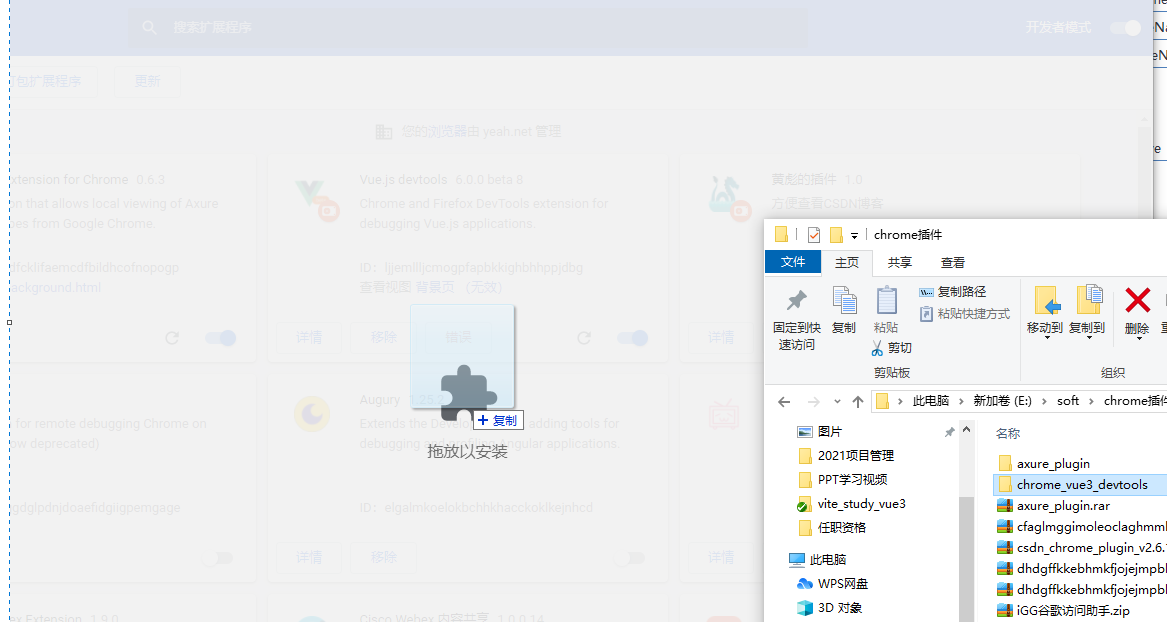 搜索扩展程序
开发者模式
包扩展程序
更新
您的浏览器由 yeah.net 管理
xtension for Chrome 0.6.3
n that allows local viewing of Axure
es from Google Chrome.
ackground.html
Vue.js devtools 6.0.0 beta 8
Chrome and Firefox DevTools extension for
debugging Vue.js applications.
ID: ljjemllljcmogpfapbkkighbhhppjdbg
查看视图 背景页 （无效）
详情
移除
错误
黄彪的插件 1.0
方便查看CSDN博客
详情
for remote debugging Chrome on
ow deprecated)
Augury 1.25.2
Extends the Develo
adding tools for
debugging and profiling Angular applications.
ID: elgalmkoelokbchhkhacckoklkejnhcd
详情
移除
详情
复制
拖放以安装
ex Extension 1.9.0
Cisco Webex 内容共享 1.0.0.14
chrome插件
文件
主页
共享
查看
固定到快
速访问
复制
粘贴
复制路径
粘贴快捷方式
剪切
剪贴板
移动到
复制到
删除
组织
此电脑
新加卷 (E:)
soft
chrome插件
图片
2021项目管理
PPT学习视频
vite_study_vue3
任职资格
此电脑
WPS网盘
3D 对象
名称
axure_plugin
chrome_vue3_devtools
axure_plugin.rar
cfaglmggimoleoclaghmml
csdn_chrome_plugin_v2.6.
dhdgffkkebhmkfjojejmpbl
dhdgffkkebhmkfjojejmpbl
iGG谷歌访问助手.zip